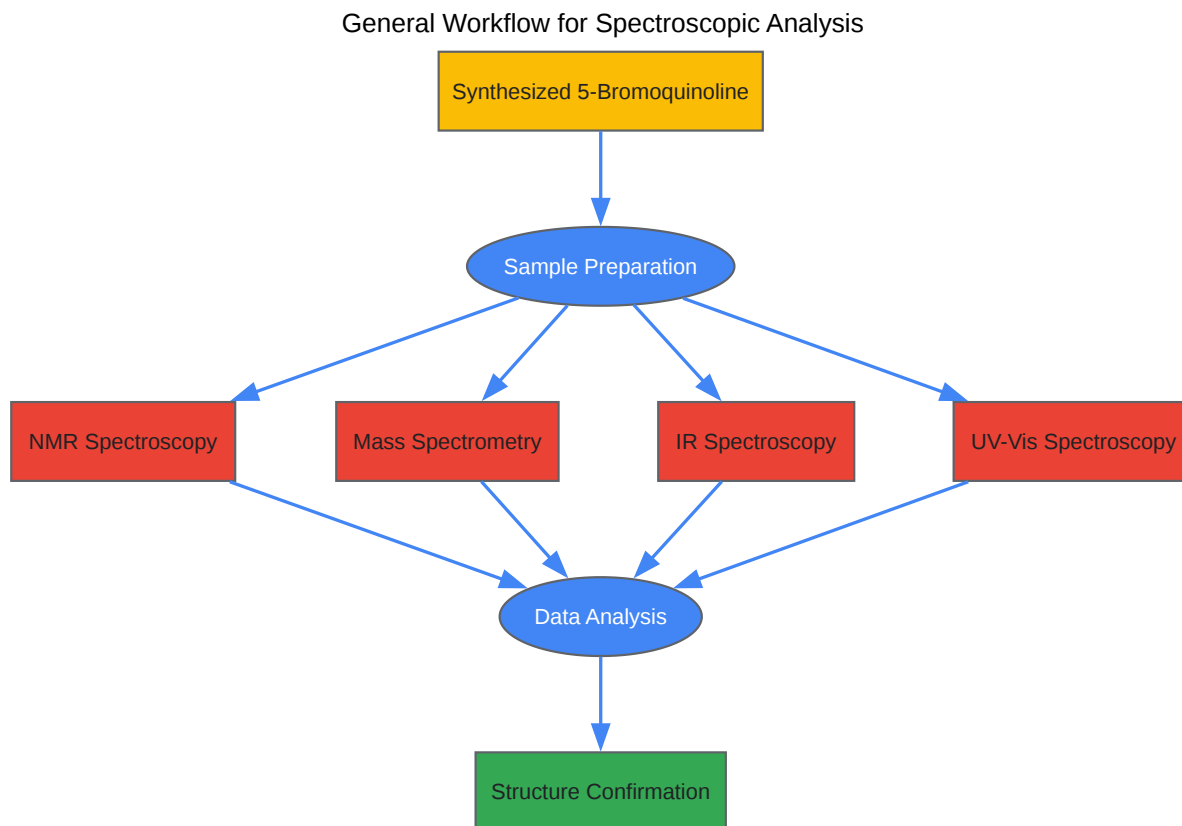 General Workflow for Spectroscopic Analysis
Synthesized 5-Bromoquinoline
Sample Preparation
NMR Spectroscopy
Mass Spectrometry
IR Spectroscopy
UV-Vis Spectroscopy
Data Analysis
Structure Confirmation